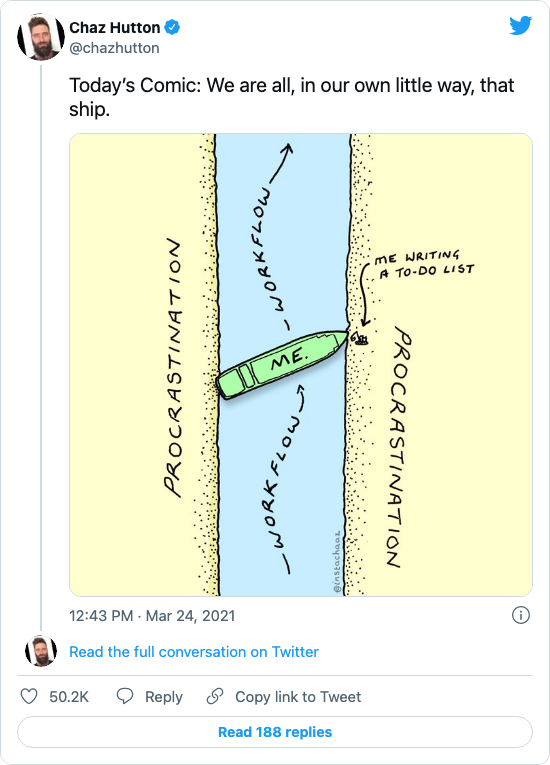 Chaz Hutton
@chazhutton
Today’s Comic: We are all, in our own little way, that
ship.
WORKFLOW
ME WRITING
A TO-DO LIST
PROCRASTINATION
ME.
PROCRASTINATION
WORKFLOW
@instachaaz
12:43 PM · Mar 24, 2021
Read the full conversation on Twitter
50.2K
Reply
Copy link to Tweet
Read 188 replies